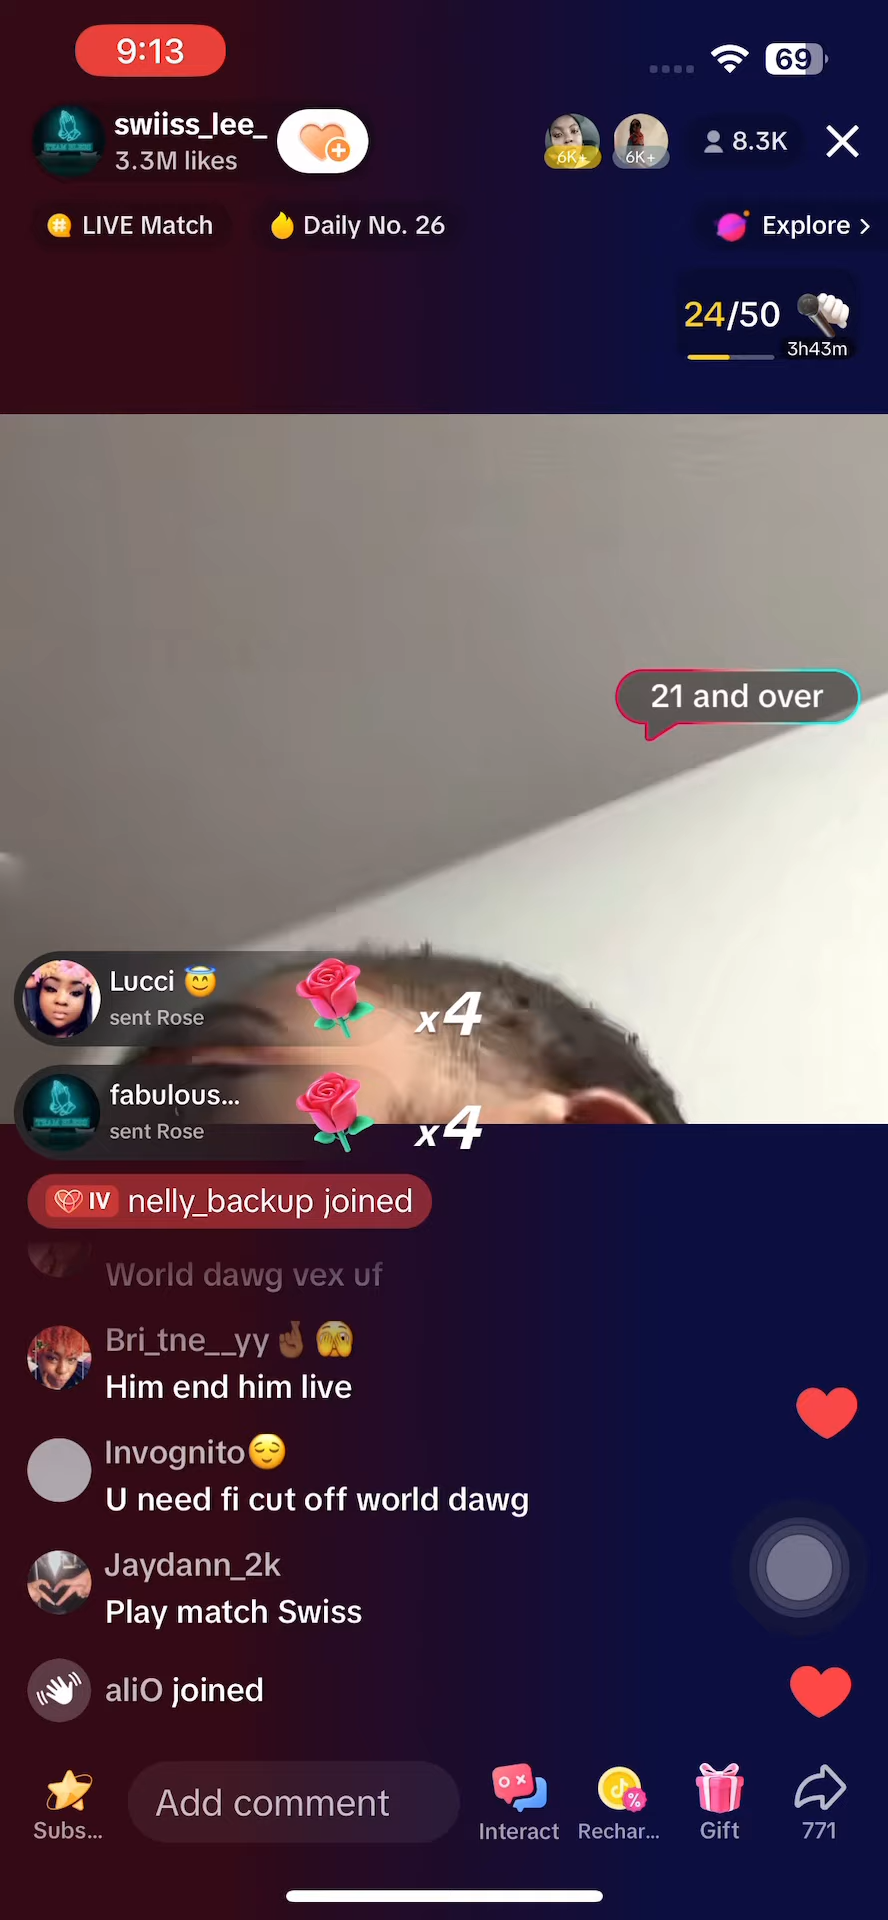 9:13
69
swiiss_lee_
3.3M likes
6K+
6K+
8.3K
LIVE Match
Daily No. 26
Explore >
24/50
3h43m
21 and over
Lucci 😇
sent Rose
x4
fabulous...
sent Rose
x4
IV nelly_backup joined
World dawg vex uf
Bri_tne__yy🤞🏾🫣
Him end him live
Invognito😌
U need fi cut off world dawg
Jaydann_2k
Play match Swiss
aliO joined
Subs...
Add comment
Interact
Rechar...
Gift
771